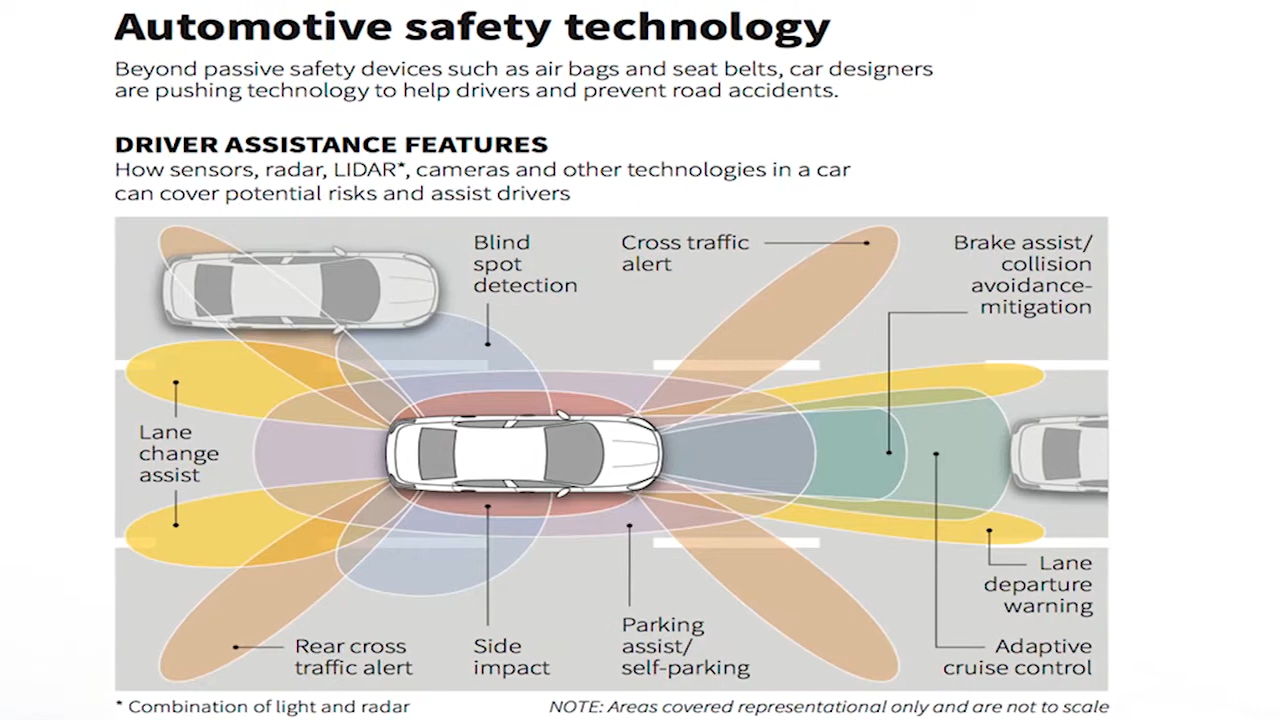 Automotive safety technology
Beyond passive safety devices such as air bags and seat belts, car designers
are pushing technology to help drivers and prevent road accidents.
DRIVER ASSISTANCE FEATURES
How sensors, radar, LIDAR*, cameras and other technologies in a car
can cover potential risks and assist drivers
Blind
spot
detection
Cross traffic
alert
Brake assist/
collision
avoidance-
mitigation
Lane
change
assist
Rear cross
traffic alert
Side
impact
Parking
assist/
self-parking
Lane
departure
warning
Adaptive
cruise control
* Combination of light and radar
NOTE: Areas covered representational only and are not to scale